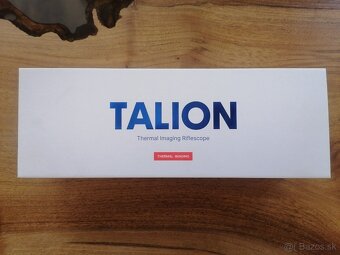 TALION
Thermal Imaging Riflescope
THERMAL IMAGING
Bazos.sk